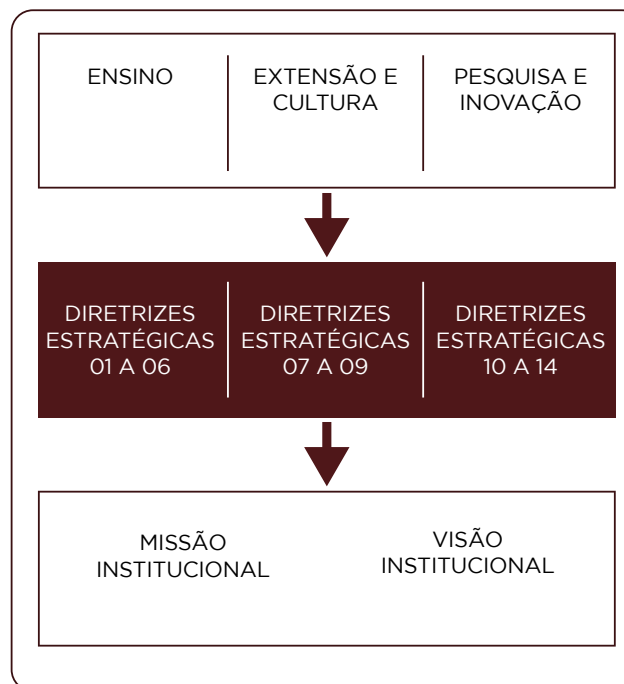 ENSINO
EXTENSÃO E
CULTURA
PESQUISA E
INOVAÇÃO
DIRETRIZES
ESTRATÉGICAS
01 A 06
DIRETRIZES
ESTRATÉGICAS
07 A 09
DIRETRIZES
ESTRATÉGICAS
10 A 14
MISSÃO
INSTITUCIONAL
VISÃO
INSTITUCIONAL